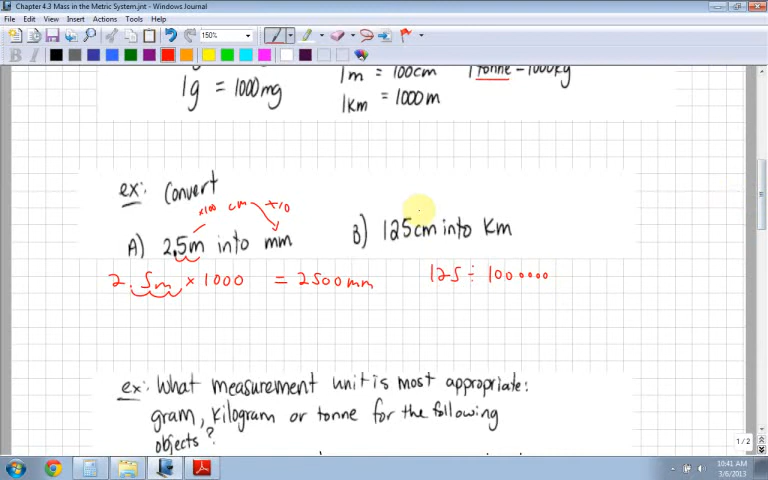 Chapter 4.3 Mass in the Metric System.jnt - Windows Journal
File Edit View Insert Actions Tools Help
150%
1g = 1000mg
1m = 100cm
1km = 1000m
1 tonne - 1000kg
ex: Convert
×100 cm ×10
A) 2.5m into mm
B) 125cm into Km
2.5m × 1000 = 2500mm
125 ÷ 1000000
ex: What measurement unit is most appropriate:
gram, kilogram or tonne for the following
objects?
1 / 2
10:41 AM
3/6/2013